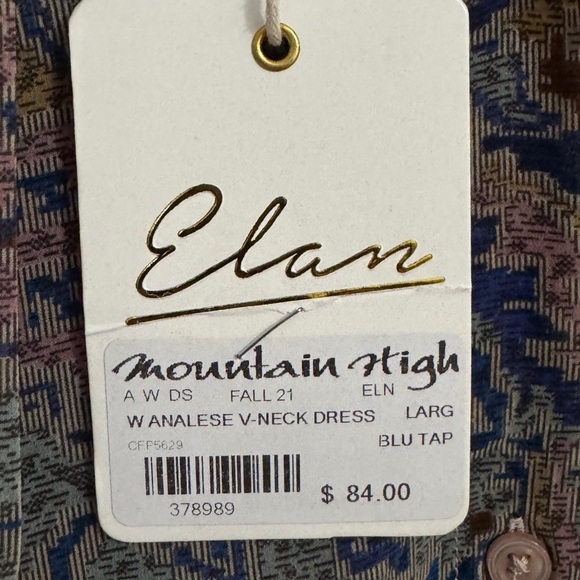 Elan
mountain High
A W DS FALL 21 ELN
W ANALESE V-NECK DRESS LARG
CFP5629 BLU TAP
378989 $ 84.00